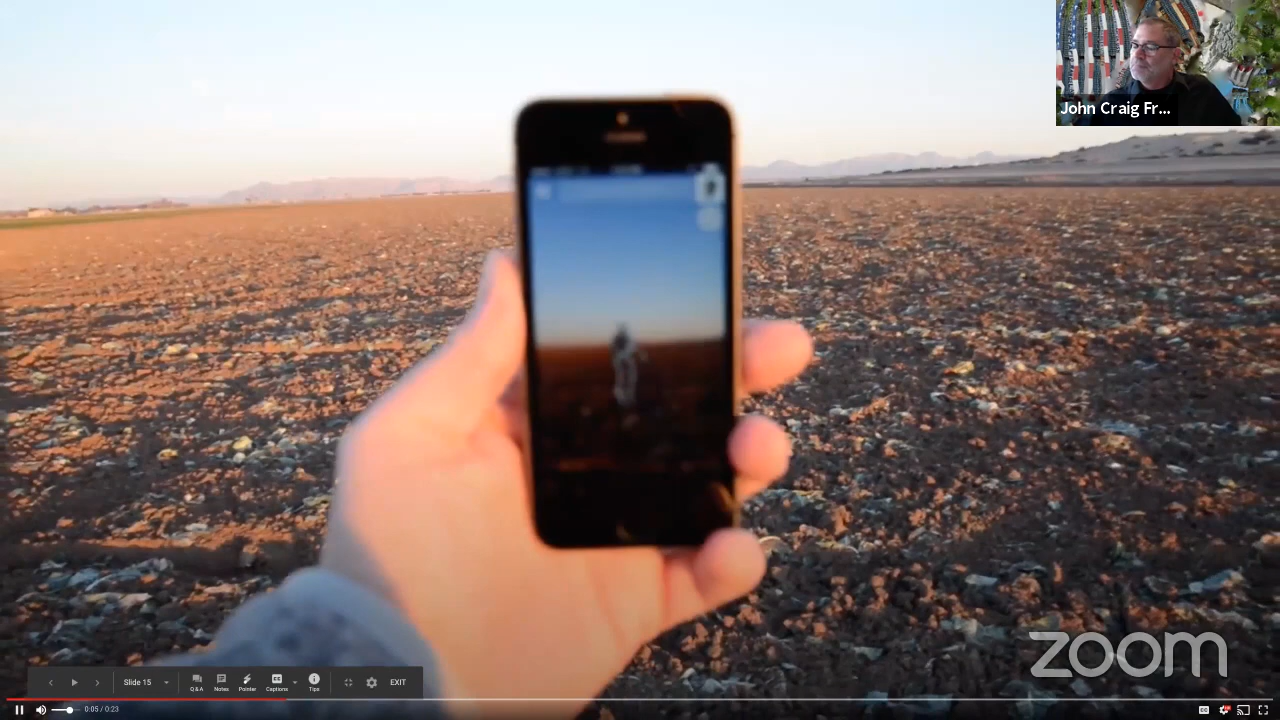 John Craig Fr...
zoom
Slide 15
Q&A
Notes
Pointer
Captions
Tips
EXIT
0:05 / 0:23